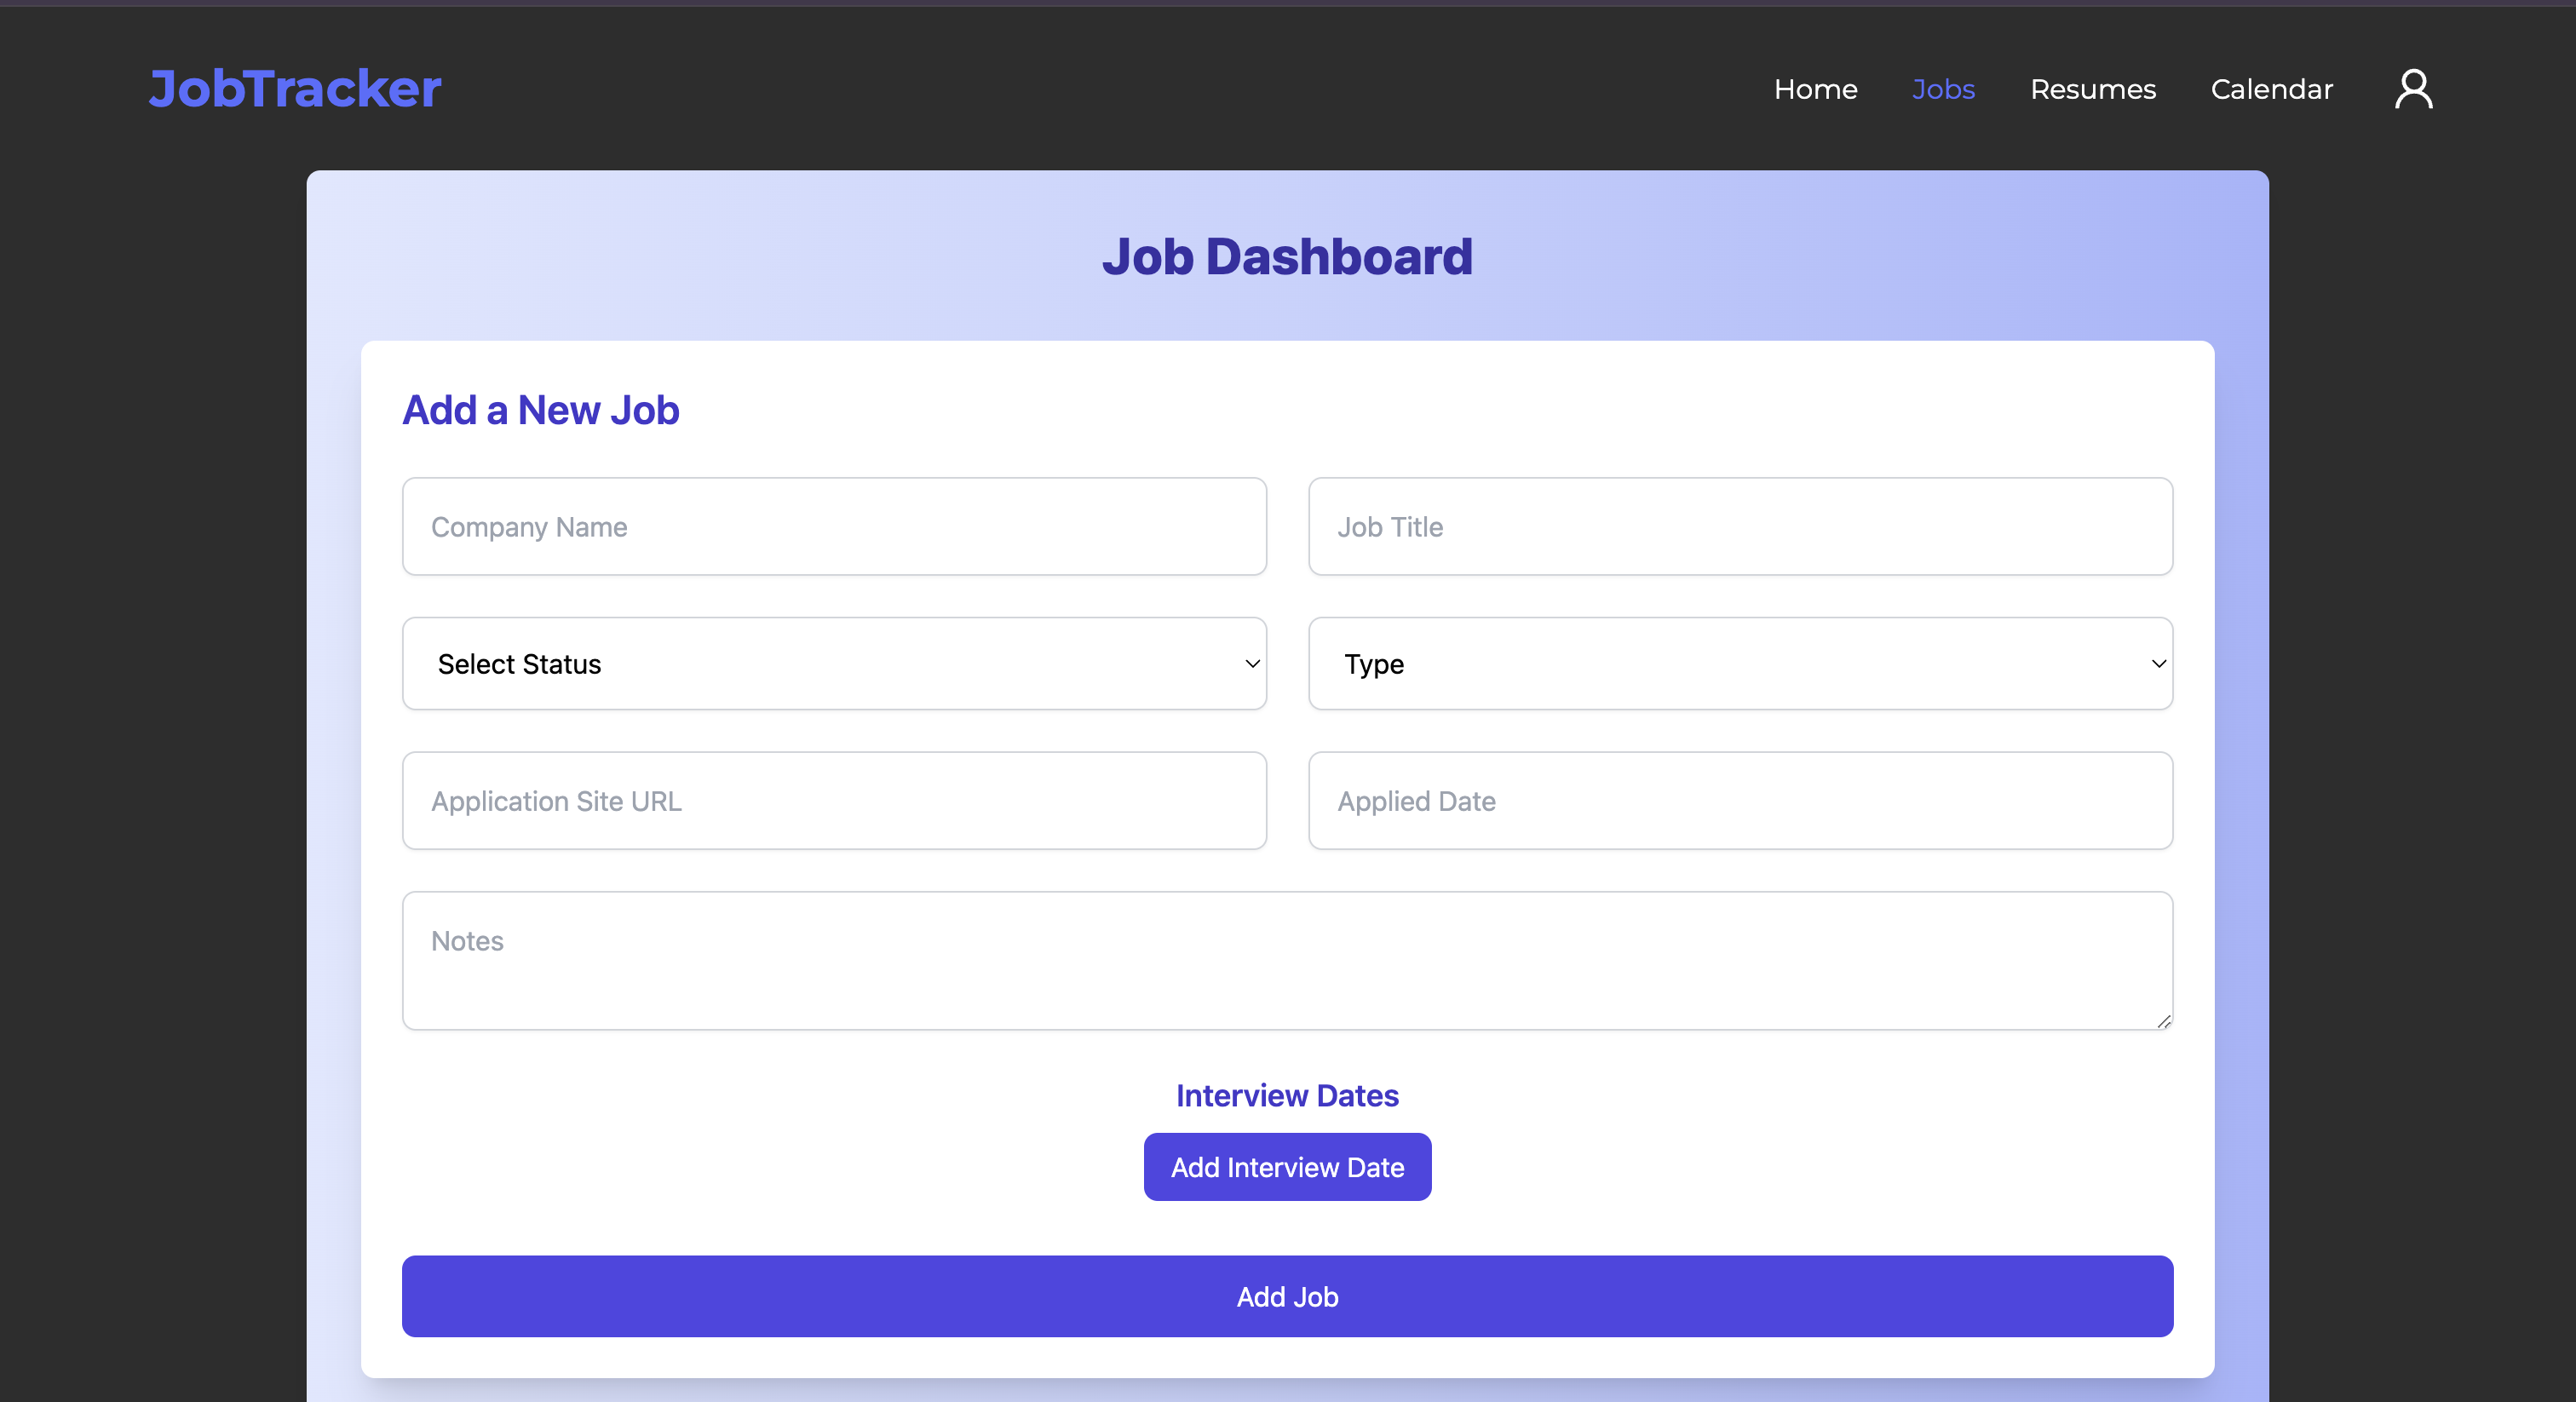 JobTracker
Home Jobs Resumes Calendar
Job Dashboard
Add a New Job
Company Name
Job Title
Select Status
Type
Application Site URL
Applied Date
Notes
Interview Dates
Add Interview Date
Add Job